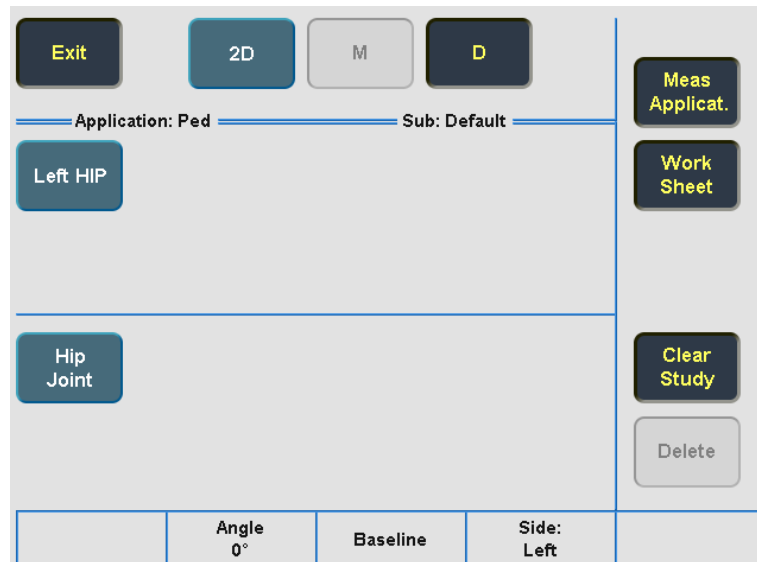 Exit
2D
M
D
Meas
Applicat.
Application: Ped
Sub: Default
Left HIP
Work
Sheet
Hip
Joint
Clear
Study
Delete
Angle
0°
Baseline
Side:
Left